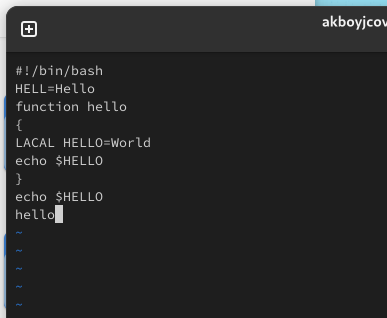 akboyjcov
#!/bin/bash
HELL=Hello
function hello
{
LACAL HELLO=World
echo $HELLO
}
echo $HELLO
hello
~
~
~
~
~